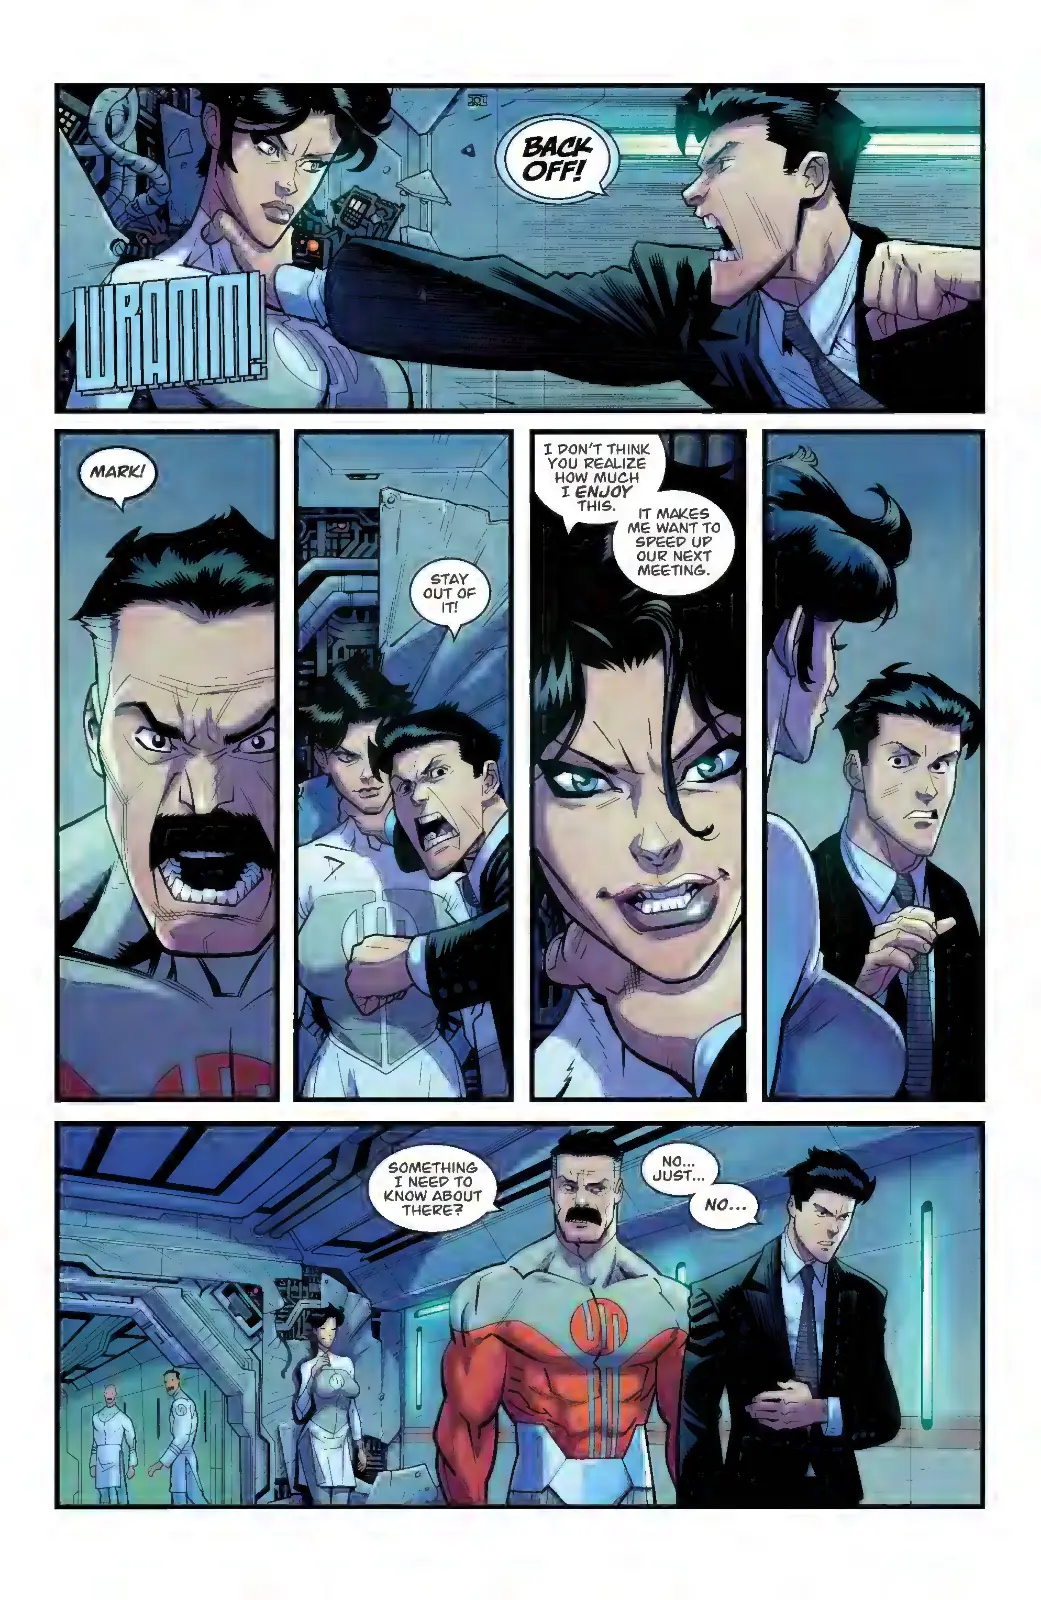 BACK
OFF!
WRAMM!
MARK!
STAY
OUT OF
IT!
I DON'T THINK
YOU REALIZE
HOW MUCH
I ENJOY
THIS.
IT MAKES
ME WANT TO
SPEED UP
OUR NEXT
MEETING.
SOMETHING
I NEED TO
KNOW ABOUT
THERE?
NO...
JUST...
NO...